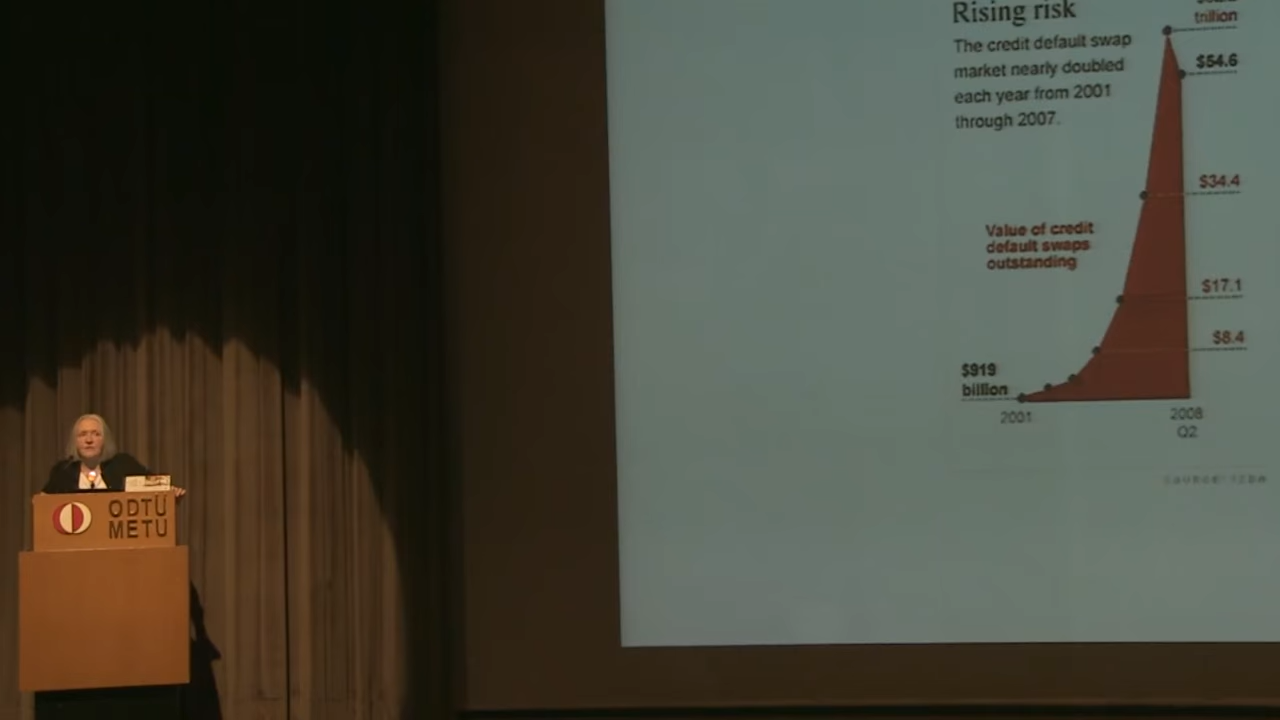 Rising risk
The credit default swap
market nearly doubled
each year from 2001
through 2007.
trillion
$54.6
$34.4
Value of credit
default swaps
outstanding
$17.1
$8.4
$919
billion
2001
2008
Q2
ODTÜ
METU